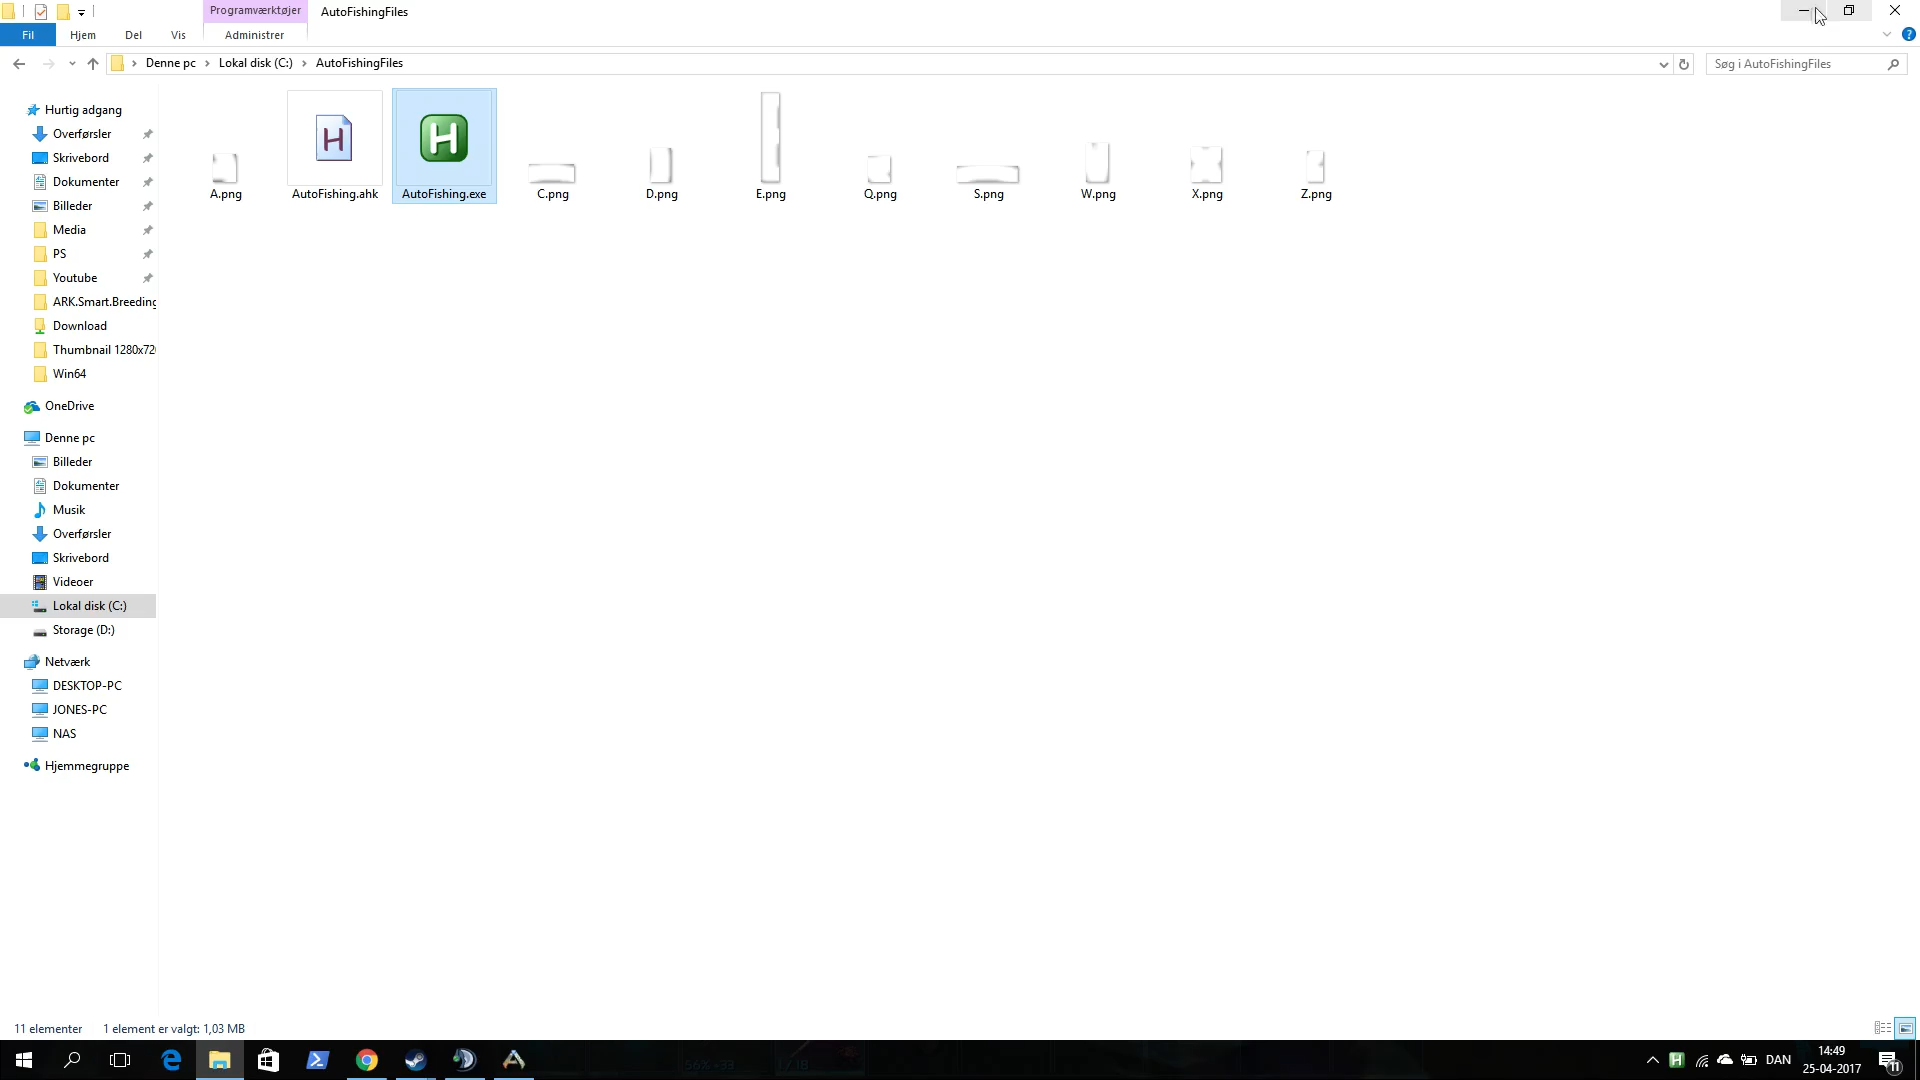 Programværktøjer
AutoFishingFiles
Fil
Hjem
Del
Vis
Administrer
Denne pc
Lokal disk (C:)
AutoFishingFiles
Søg i AutoFishingFiles
Hurtig adgang
Overførsler
Skrivebord
Dokumenter
Billeder
Media
PS
Youtube
ARK.Smart.Breeding
Download
Thumbnail 1280x720
Win64
OneDrive
Denne pc
Billeder
Dokumenter
Musik
Overførsler
Skrivebord
Videoer
Lokal disk (C:)
Storage (D:)
Netværk
DESKTOP-PC
JONES-PC
NAS
Hjemmegruppe
A.png
AutoFishing.ahk
AutoFishing.exe
C.png
D.png
E.png
Q.png
S.png
W.png
X.png
Z.png
11 elementer
1 element er valgt: 1,03 MB
DAN
14:49
25-04-2017
11